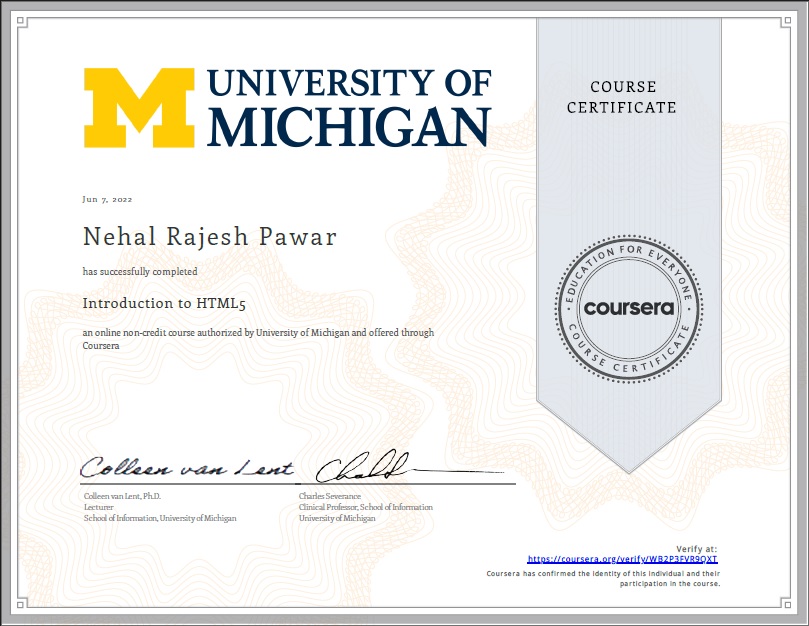 UNIVERSITY OF
MICHIGAN
COURSE
CERTIFICATE
Jun 7, 2022
Nehal Rajesh Pawar
has successfully completed
Introduction to HTML5
an online non-credit course authorized by University of Michigan and offered through
Coursera
EDUCATION FOR EVERYONE
coursera
COURSE CERTIFICATE
Colleen van Lent
Colleen van Lent, Ph.D.
Lecturer
School of Information, University of Michigan
Charles Severance
Clinical Professor, School of Information
University of Michigan
Verify at:
https://coursera.org/verify/WB2P3FVR9QXT
Coursera has confirmed the identity of this individual and their
participation in the course.